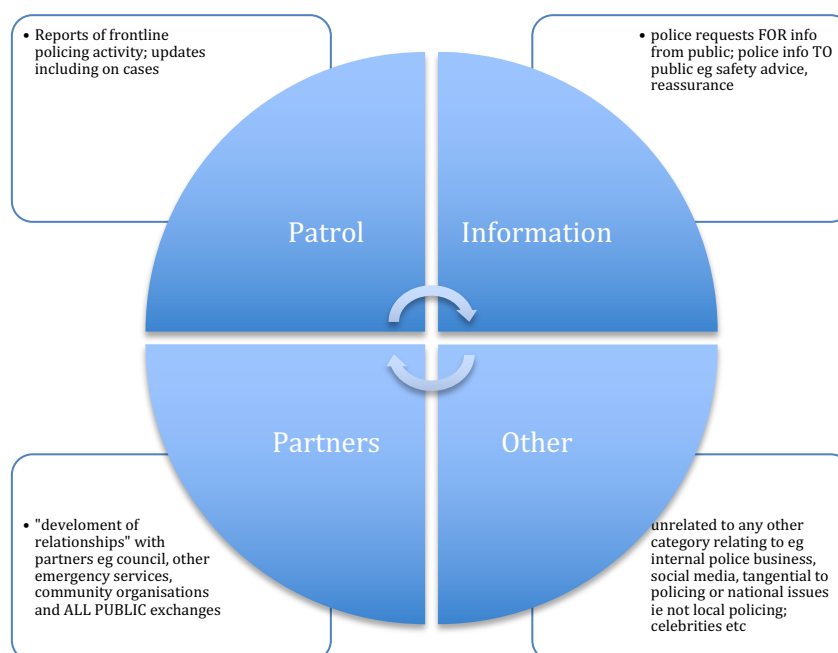 • Reports of frontline
policing activity; updates
including on cases
• police requests FOR info
from public; police info TO
public eg safety advice,
reassurance
Patrol
Information
Partners
Other
• "develoment of
relationships" with
partners eg council, other
emergency services,
community organisations
and ALL PUBLIC exchanges
unrelated to any other
category relating to eg
internal police business,
social media, tangential to
policing or national issues
ie not local policing;
celebrities etc